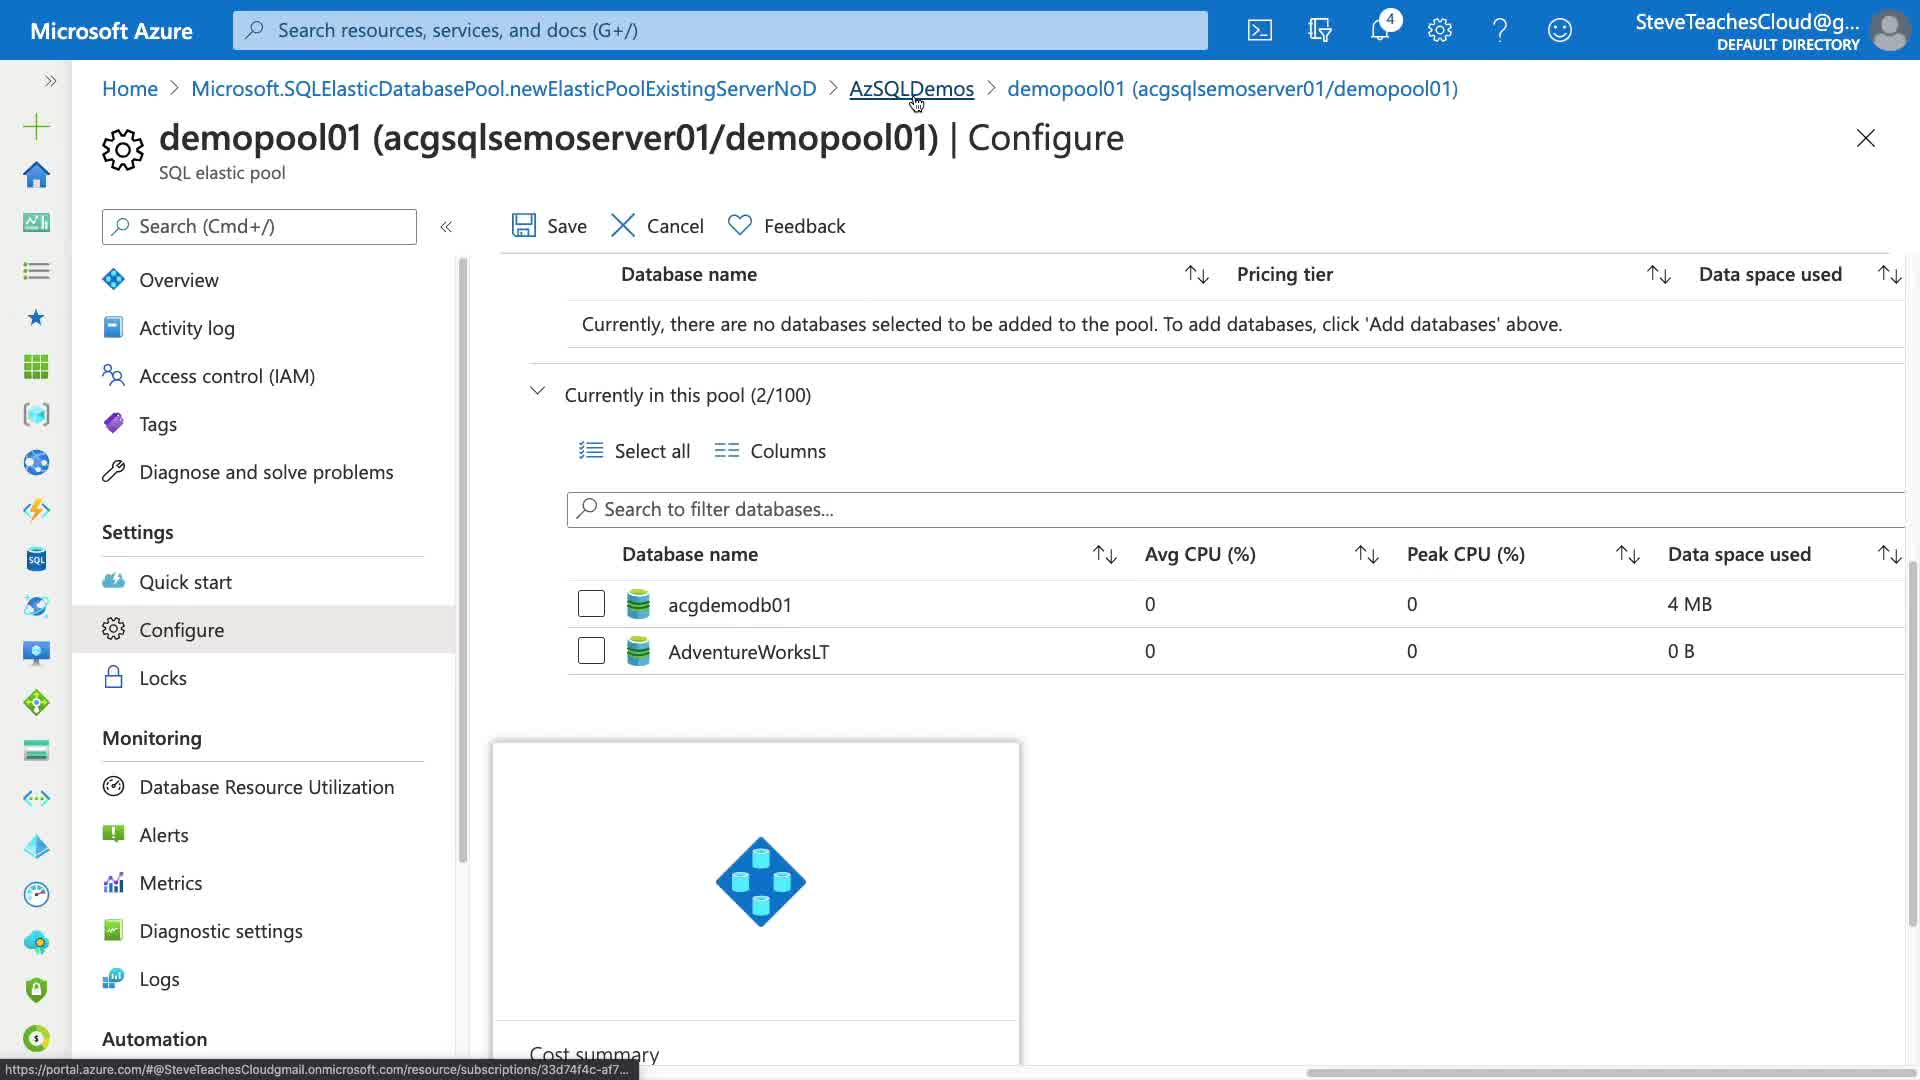 Microsoft Azure
Search resources, services, and docs (G+/)
4
SteveTeachesCloud@g...
DEFAULT DIRECTORY
Home > Microsoft.SQLElasticDatabasePool.newElasticPoolExistingServerNoD > AzSQLDemos > demopool01 (acgsqlsemoserver01/demopool01)
demopool01 (acgsqlsemoserver01/demopool01) | Configure
SQL elastic pool
Search (Cmd+/)
Save Cancel Feedback
Overview
Activity log
Access control (IAM)
Tags
Diagnose and solve problems
Settings
Quick start
Configure
Locks
Monitoring
Database Resource Utilization
Alerts
Metrics
Diagnostic settings
Logs
Automation
Database name Pricing tier Data space used
Currently, there are no databases selected to be added to the pool. To add databases, click 'Add databases' above.
Currently in this pool (2/100)
Select all Columns
Search to filter databases...
Database name Avg CPU (%) Peak CPU (%) Data space used
acgdemodb01 0 0 4 MB
AdventureWorksLT 0 0 0 B
Cost summary
SQL
https://portal.azure.com/#@SteveTeachesCloudgmail.onmicrosoft.com/resource/subscriptions/33d74f4c-af7...